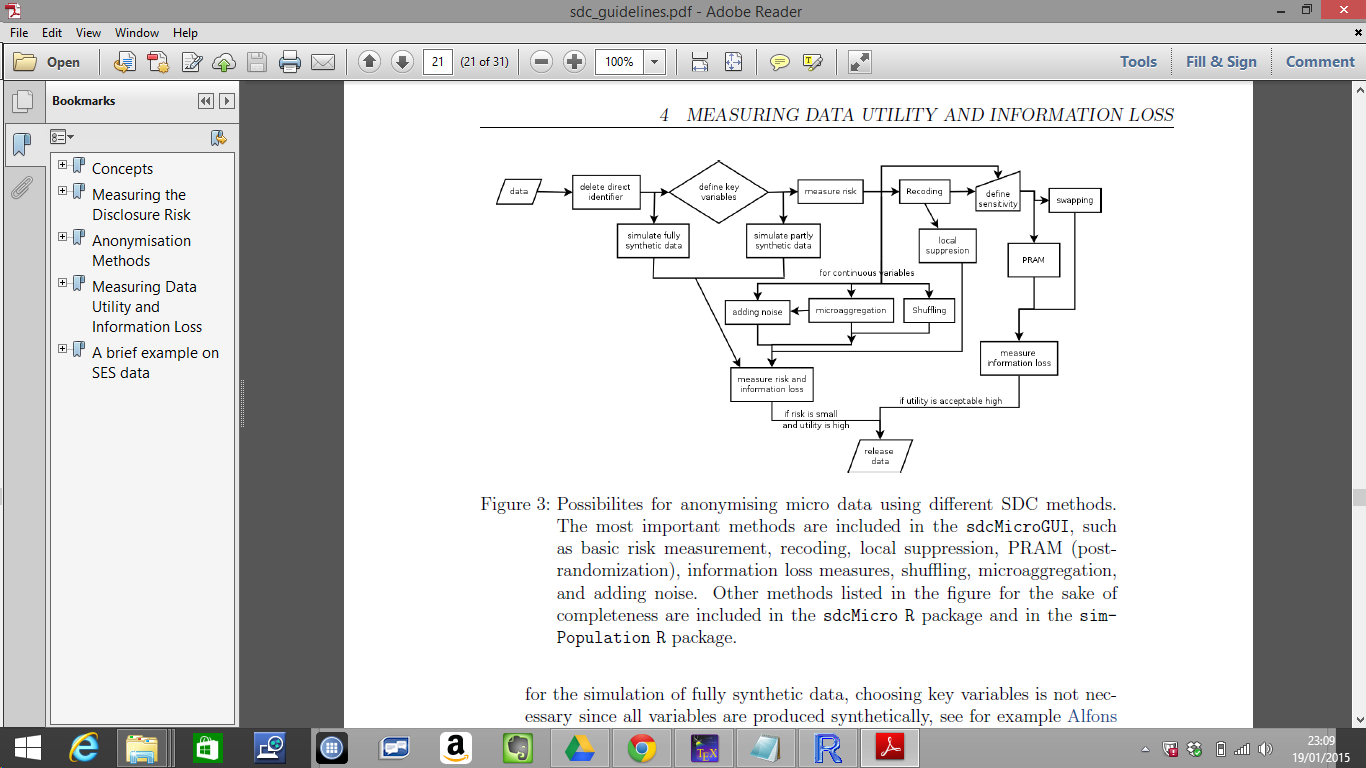 sdc_guidelines.pdf - Adobe Reader
File Edit View Window Help
Open
21
(21 of 31)
100%
Tools
Fill & Sign
Comment
Bookmarks
Concepts
Measuring the
Disclosure Risk
Anonymisation
Methods
Measuring Data
Utility and
Information Loss
A brief example on
SES data
4 MEASURING DATA UTILITY AND INFORMATION LOSS
data
delete direct
identifier
define key
variables
measure risk
Recoding
define
sensitivity
swapping
simulate fully
synthetic data
simulate partly
synthetic data
local
suppresion
PRAM
for continuous variables
adding noise
microaggregation
Shuffling
measure
information loss
measure risk and
information loss
if utility is acceptable high
if risk is small
and utility is high
release
data
Figure 3: Possibilites for anonymising micro data using different SDC methods.
The most important methods are included in the sdcMicroGUI, such
as basic risk measurement, recoding, local suppression, PRAM (post-
randomization), information loss measures, shuffling, microaggregation,
and adding noise. Other methods listed in the figure for the sake of
completeness are included in the sdcMicro R package and in the sim-
Population R package.
for the simulation of fully synthetic data, choosing key variables is not nec-
essary since all variables are produced synthetically, see for example Alfons
23:09
19/01/2015